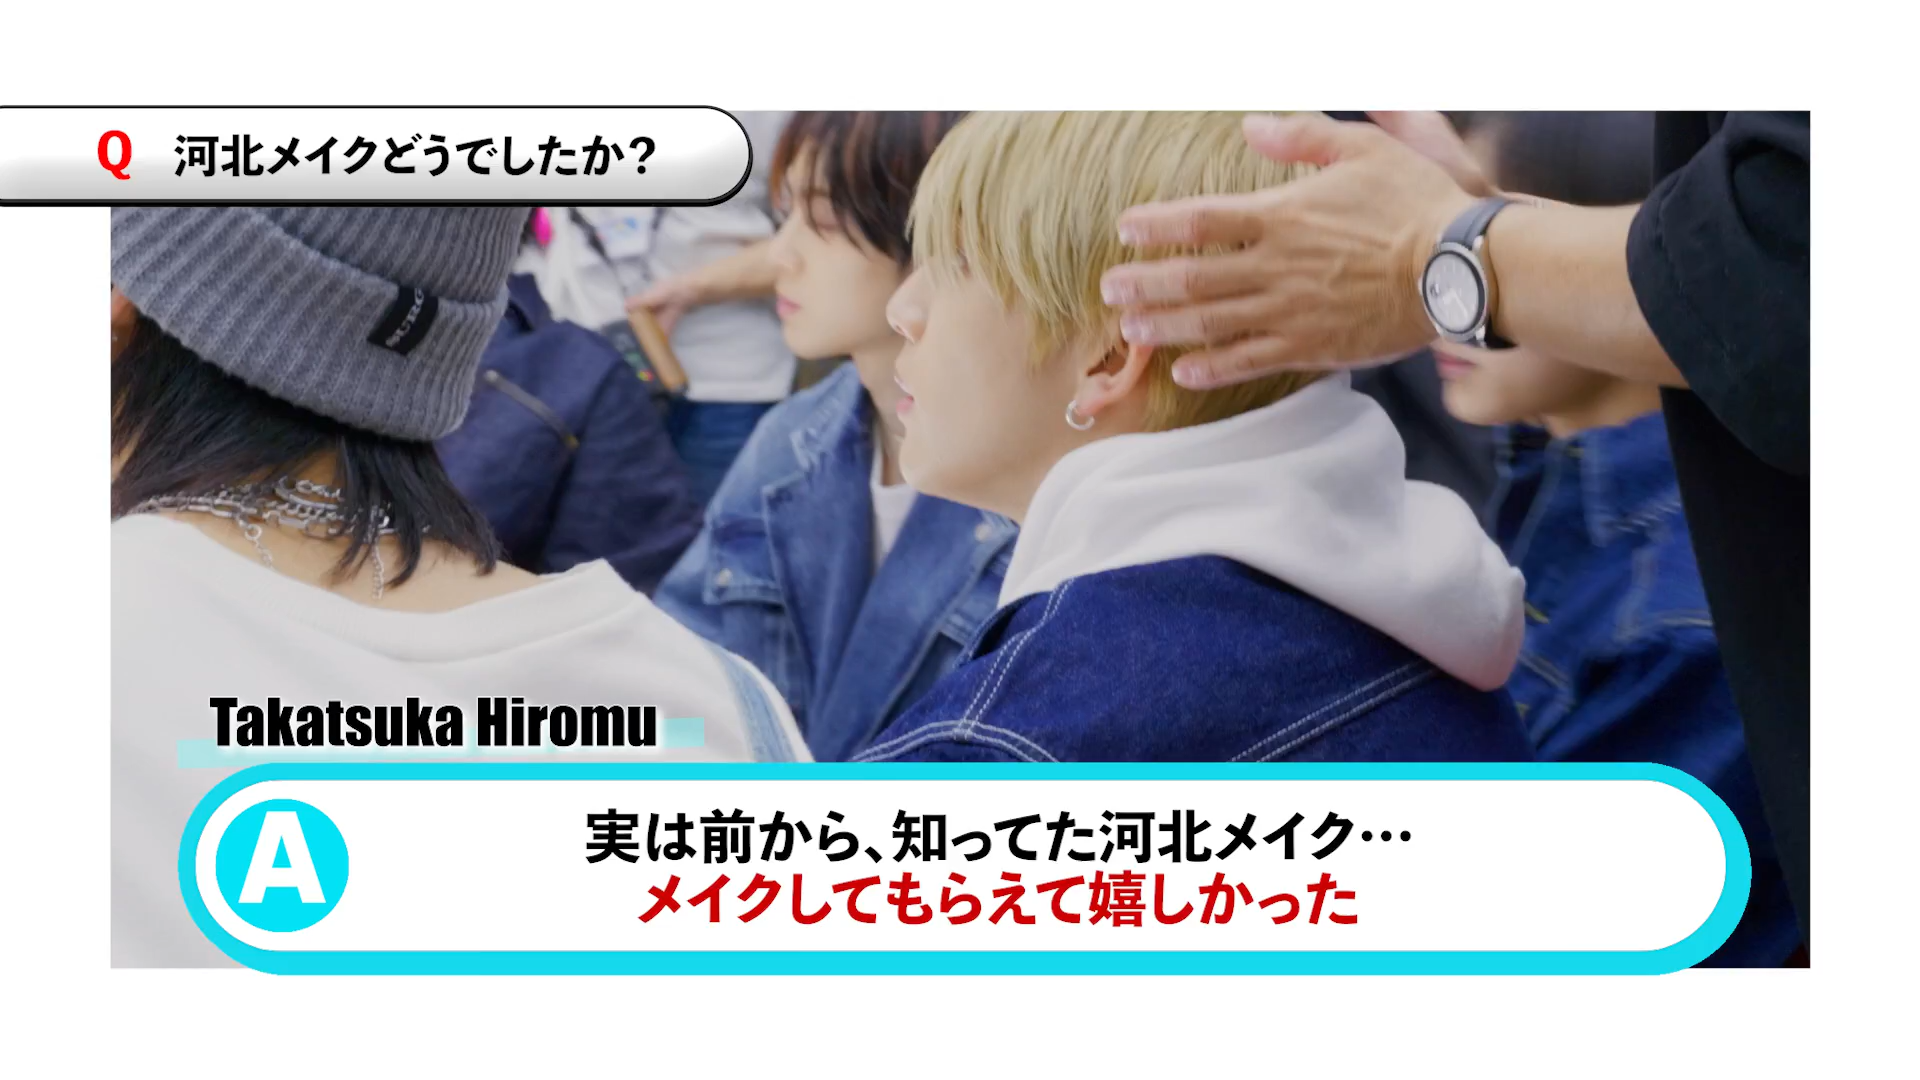 Q 河北メイクどうでしたか?
Takatsuka Hiromu
A 実は前から、知ってた河北メイク…
メイクしてもらえて嬉しかった